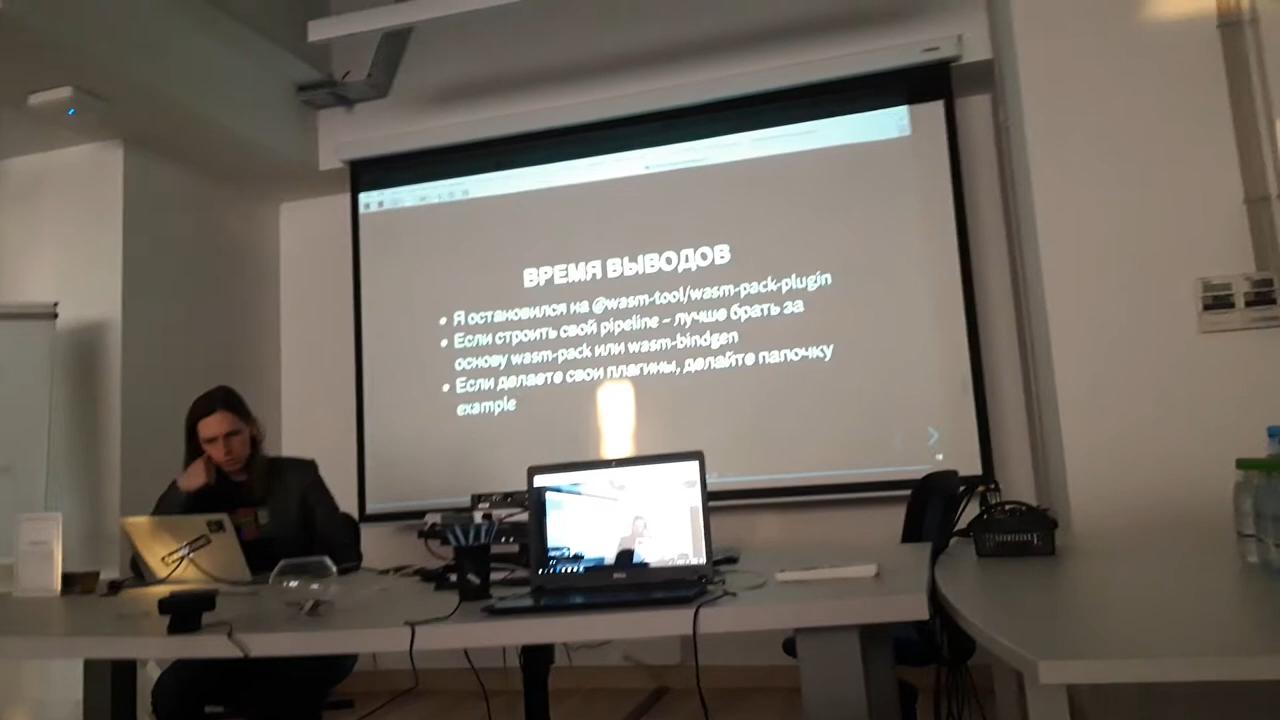 ВРЕМЯ ВЫВОДОВ
• Я остановился на @wasm-tool/wasm-pack-plugin
• Если строить свой pipeline – лучше брать за
основу wasm-pack или wasm-bindgen
• Если делаете свои плагины, делайте папочку
example
DELL